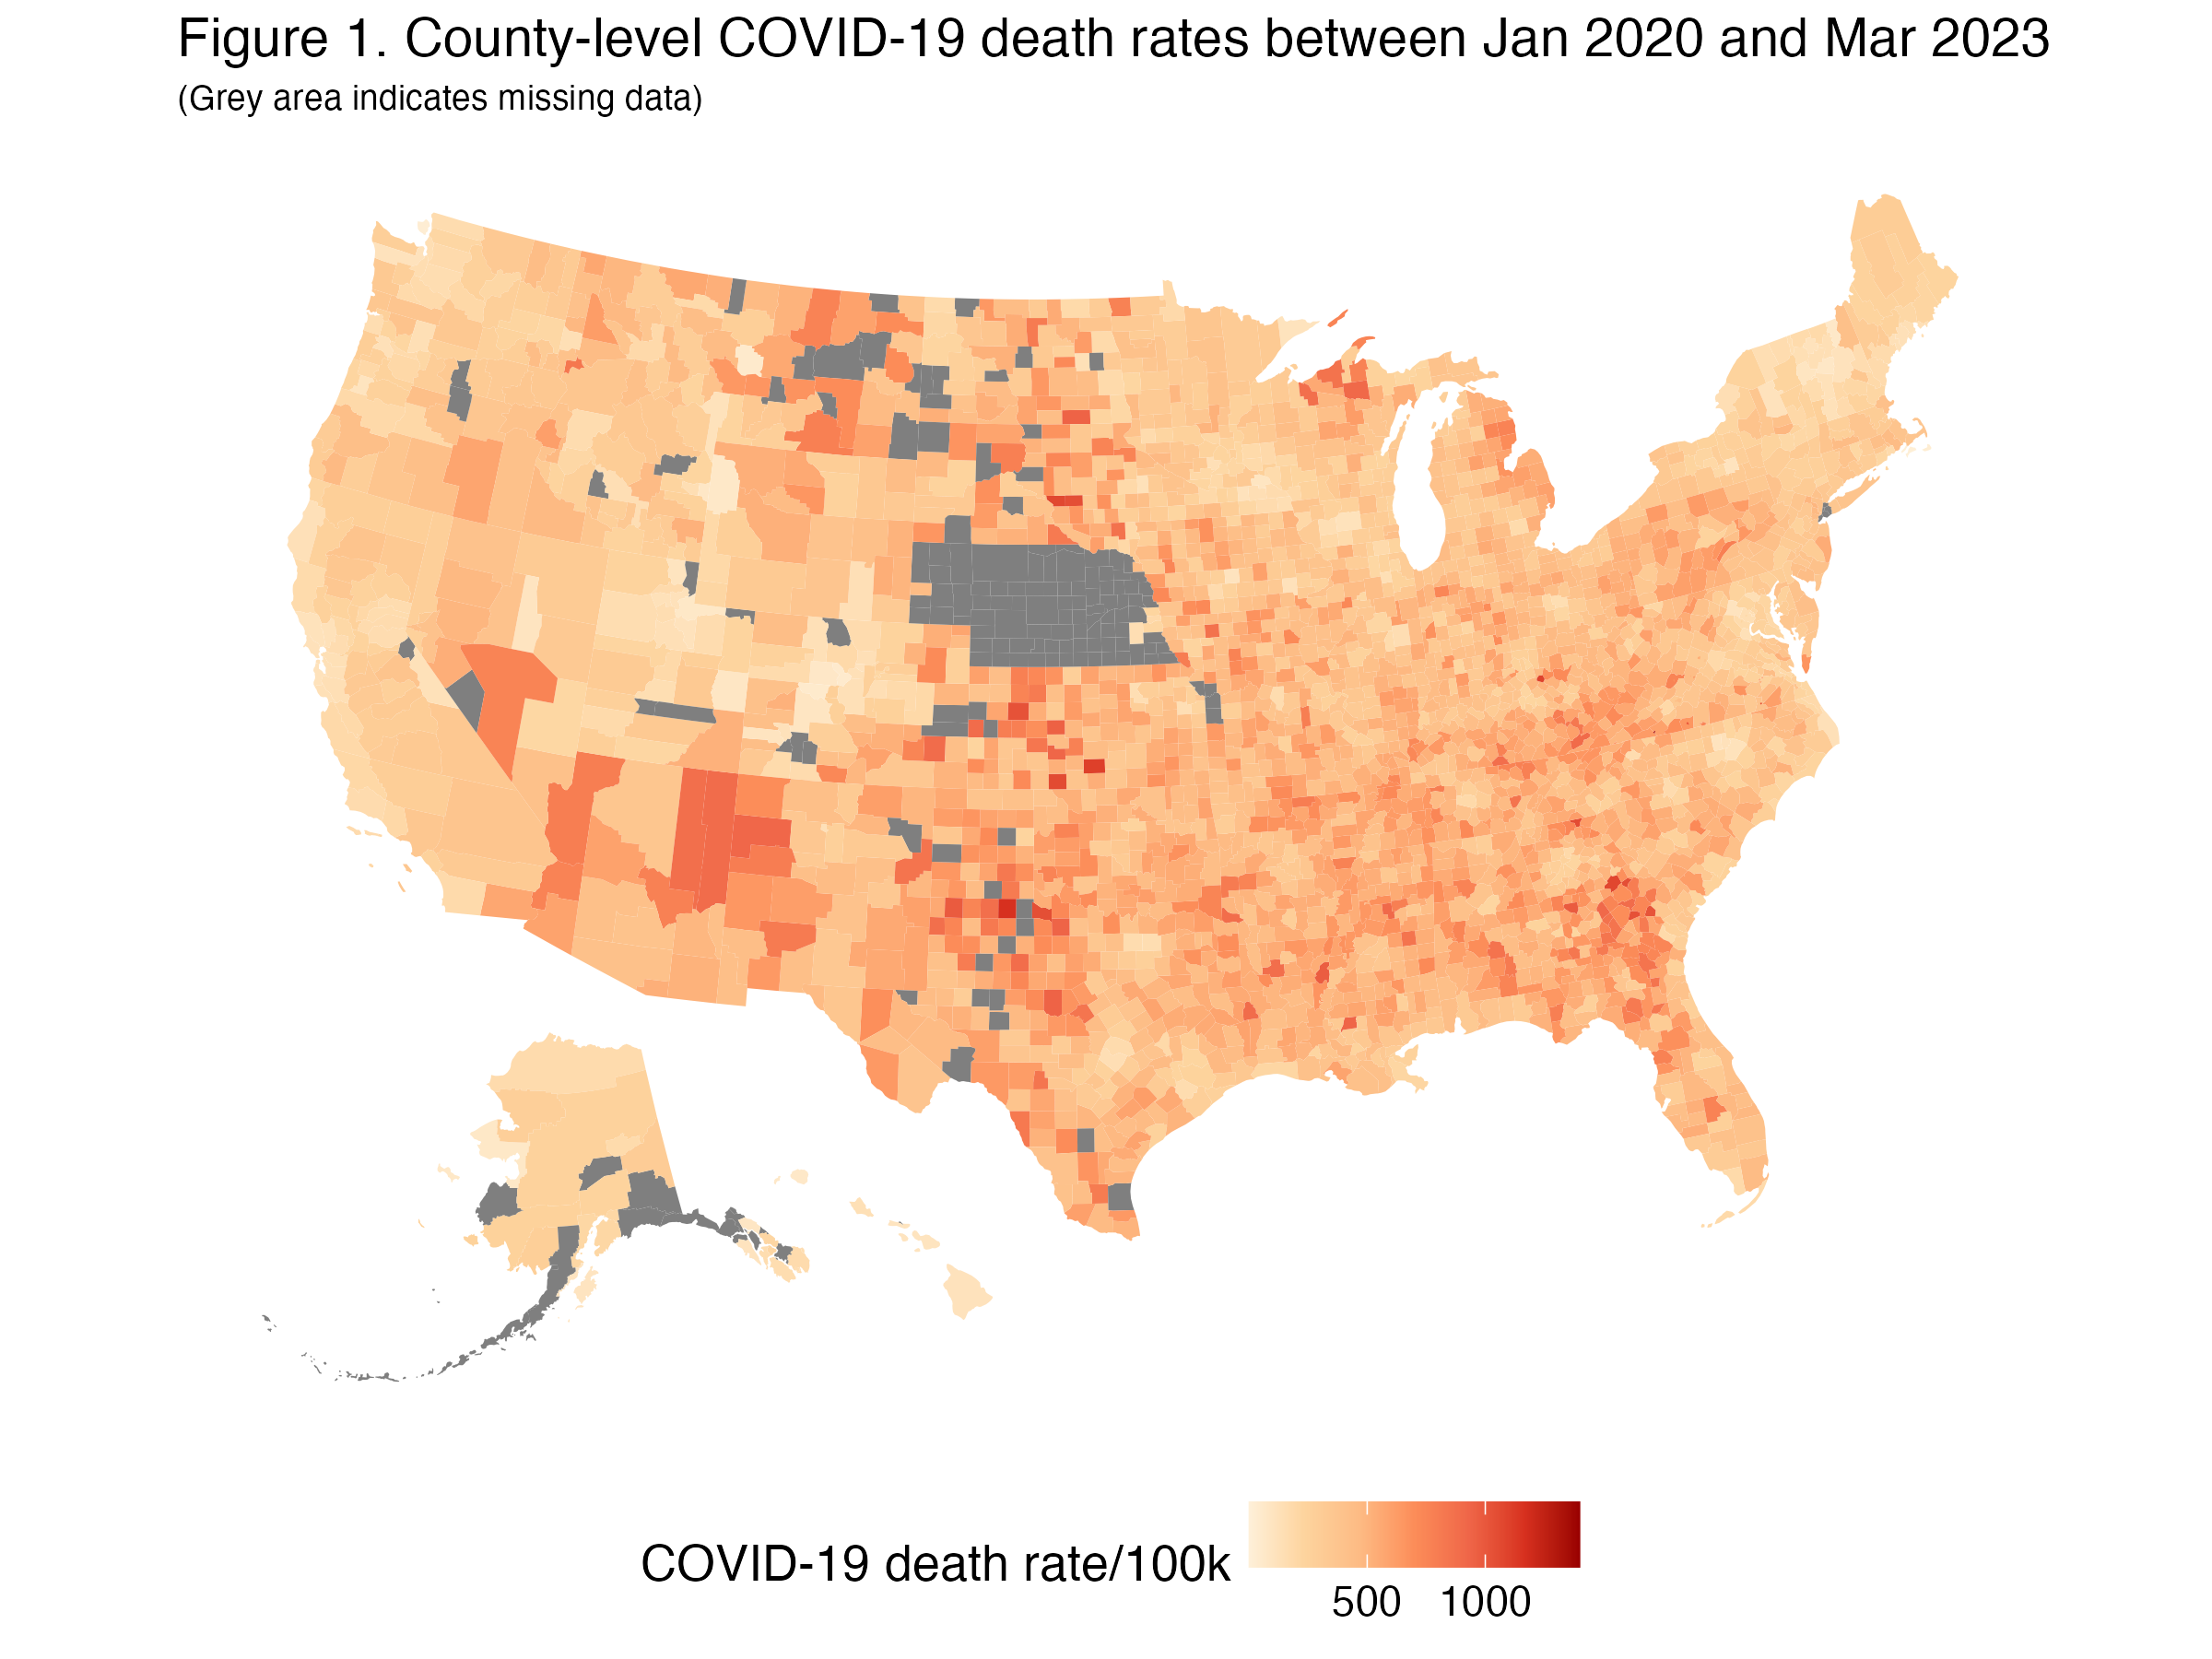 Figure 1. County-level COVID-19 death rates between Jan 2020 and Mar 2023
(Grey area indicates missing data)
COVID-19 death rate/100k
500 1000